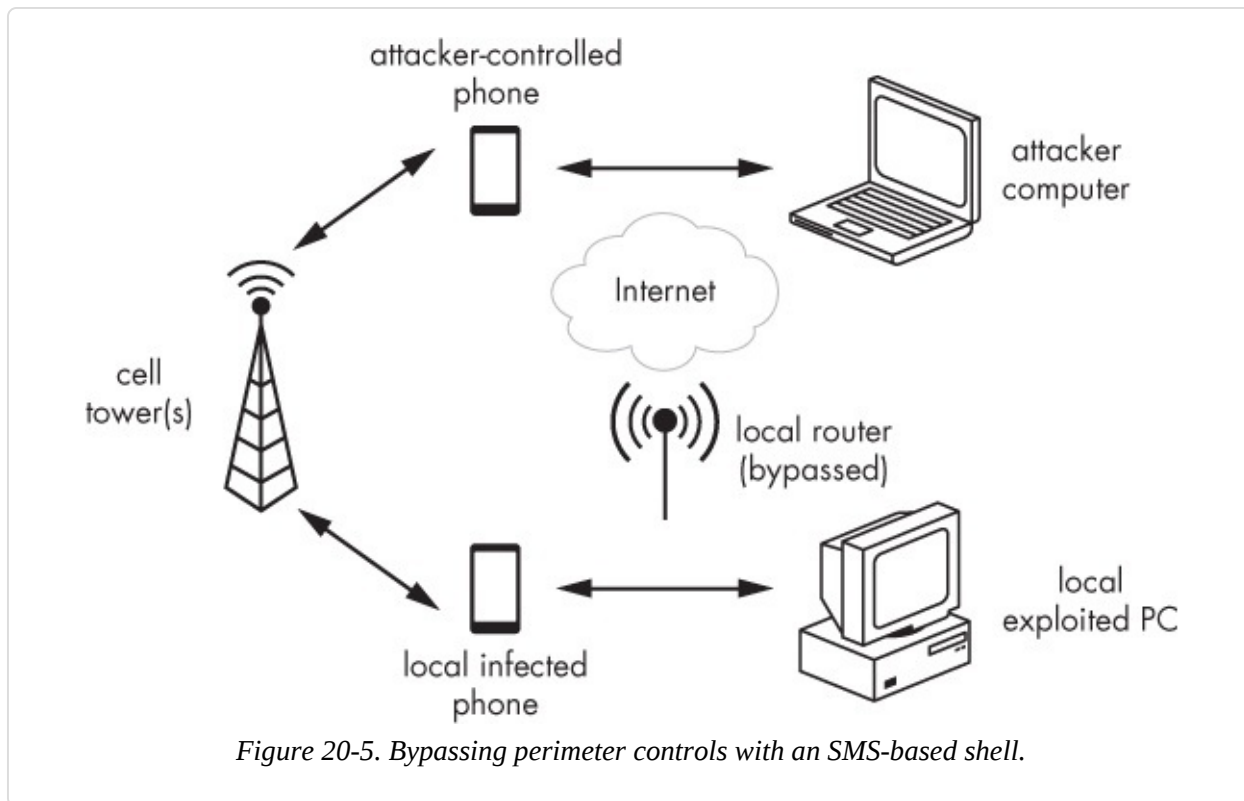 attacker-controlled
phone
attacker
computer
Internet
cell
tower(s)
local router
(bypassed)
local infected
phone
local
exploited PC
Figure 20-5. Bypassing perimeter controls with an SMS-based shell.